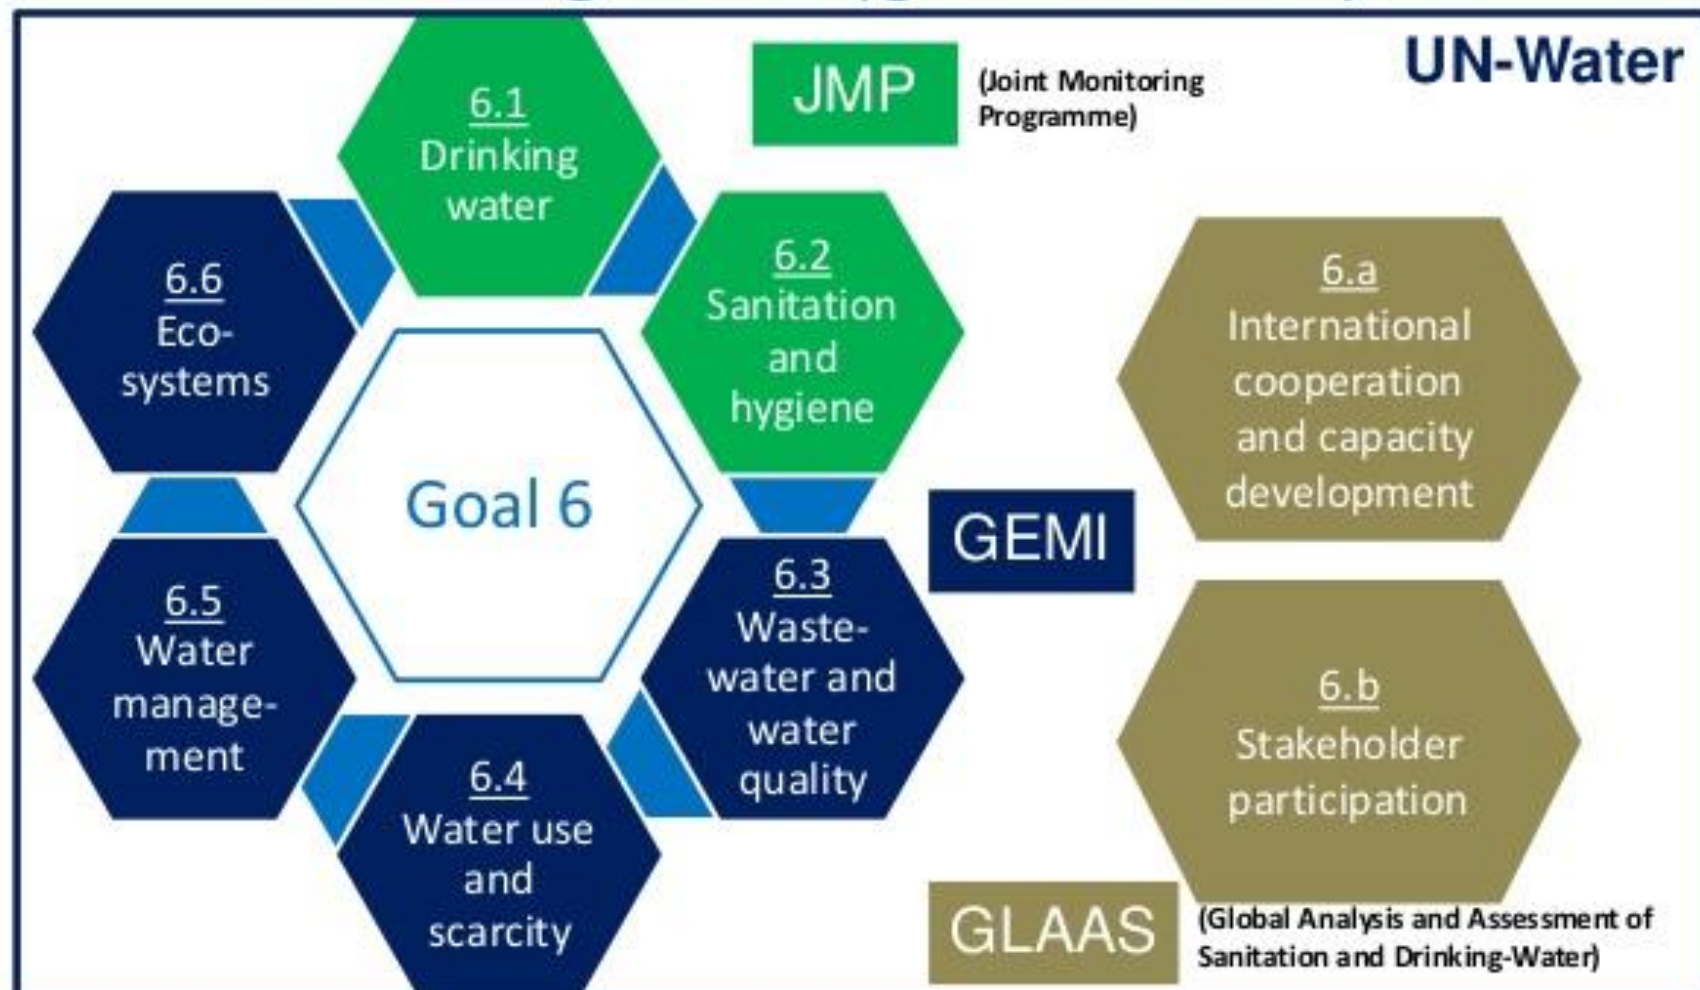 UN-Water
JMP
(Joint Monitoring
Programme)
6.1
Drinking
water
6.2
Sanitation
and
hygiene
6.6
Eco-
systems
Goal 6
6.a
International
cooperation
and capacity
development
GEMI
6.3
Waste-
water and
water
quality
6.5
Water
manage-
ment
6.4
Water use
and
scarcity
6.b
Stakeholder
participation
GLAAS
(Global Analysis and Assessment of
Sanitation and Drinking-Water)